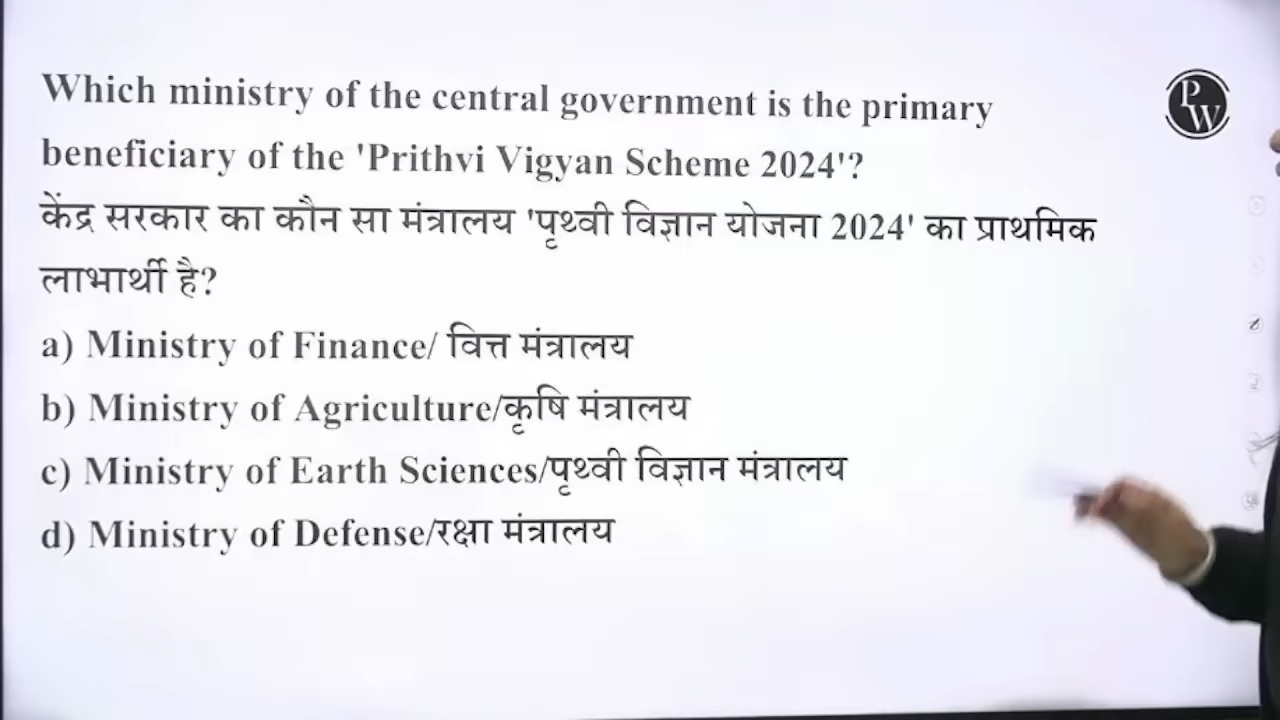 Which ministry of the central government is the primary
beneficiary of the 'Prithvi Vigyan Scheme 2024'?
केंद्र सरकार का कौन सा मंत्रालय 'पृथ्वी विज्ञान योजना 2024' का प्राथमिक
लाभार्थी है?
a) Ministry of Finance/ वित्त मंत्रालय
b) Ministry of Agriculture/कृषि मंत्रालय
c) Ministry of Earth Sciences/पृथ्वी विज्ञान मंत्रालय
d) Ministry of Defense/रक्षा मंत्रालय
PW